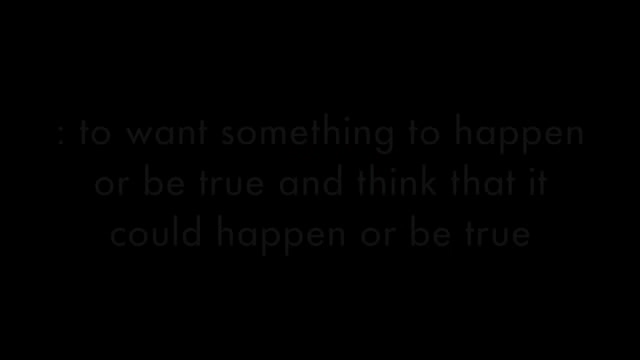 : to want something to happen
or be true and think that it
could happen or be true